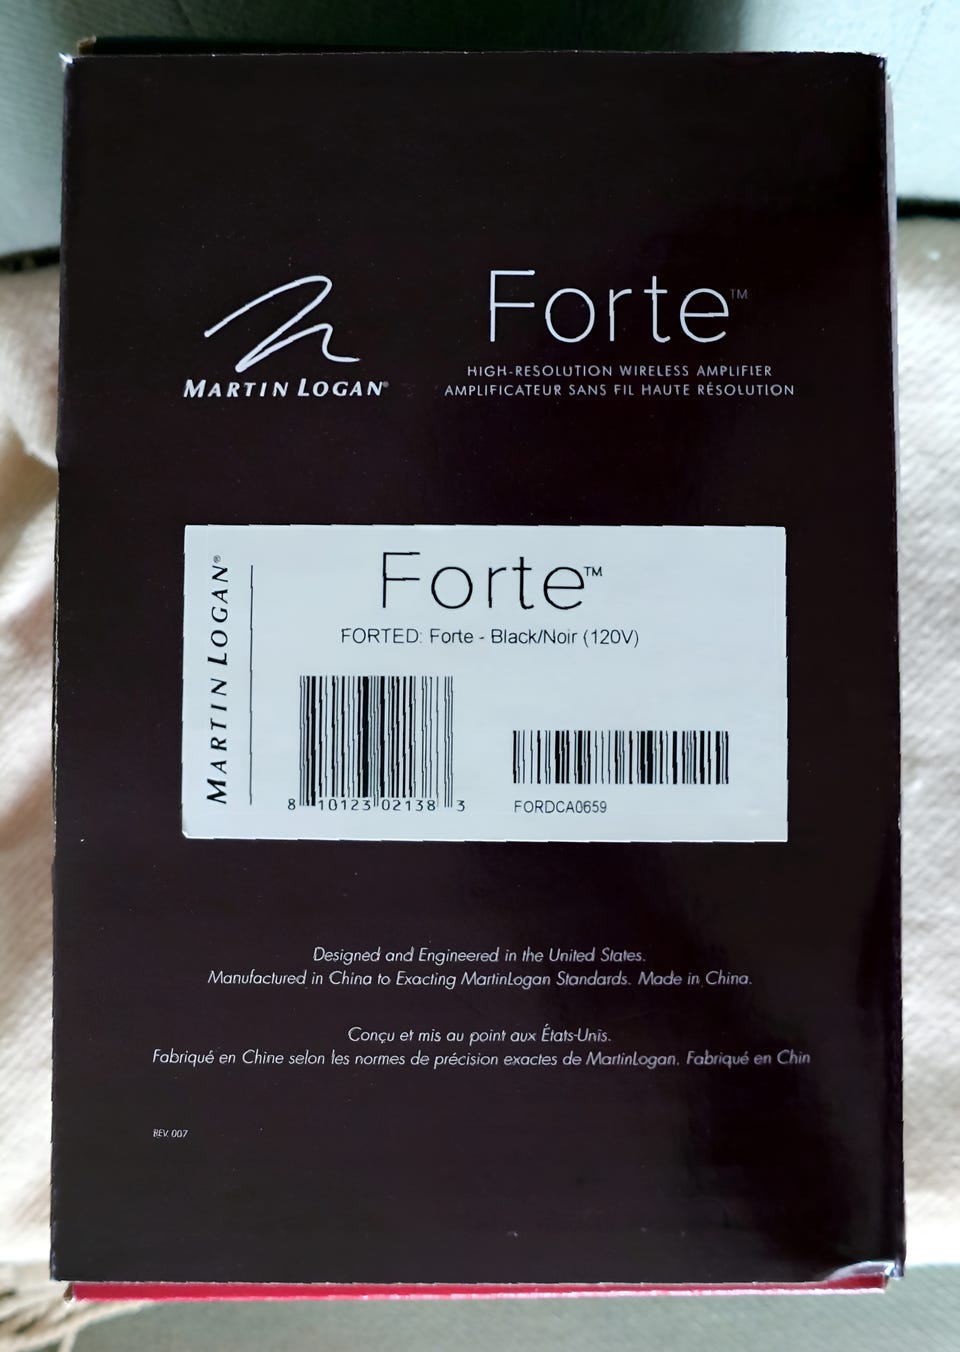 MARTIN LOGAN®
Forte™
HIGH-RESOLUTION WIRELESS AMPLIFIER
AMPLIFICATEUR SANS FIL HAUTE RÉSOLUTION
MARTIN LOGAN®
Forte™
FORTED: Forte - Black/Noir (120V)
8 10123 02138 3
FORDCA0659
Designed and Engineered in the United States.
Manufactured in China to Exacting MartinLogan Standards. Made in China.
Conçu et mis au point aux États-Unis.
Fabriqué en Chine selon les normes de précision exactes de MartinLogan. Fabriqué en Chin
REV. 007